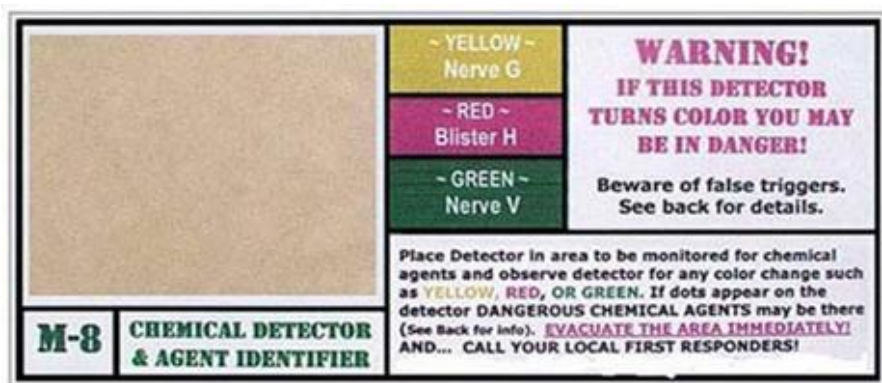 ~ YELLOW ~
Nerve G
~ RED ~
Blister H
~ GREEN ~
Nerve V
WARNING!
IF THIS DETECTOR
TURNS COLOR YOU MAY
BE IN DANGER!
Beware of false triggers.
See back for details.
Place Detector in area to be monitored for chemical
agents and observe detector for any color change such
as YELLOW, RED, OR GREEN. If dots appear on the
detector DANGEROUS CHEMICAL AGENTS may be there
(See Back for info). EVACUATE THE AREA IMMEDIATELY!
AND... CALL YOUR LOCAL FIRST RESPONDERS!
M-8
CHEMICAL DETECTOR
& AGENT IDENTIFIER